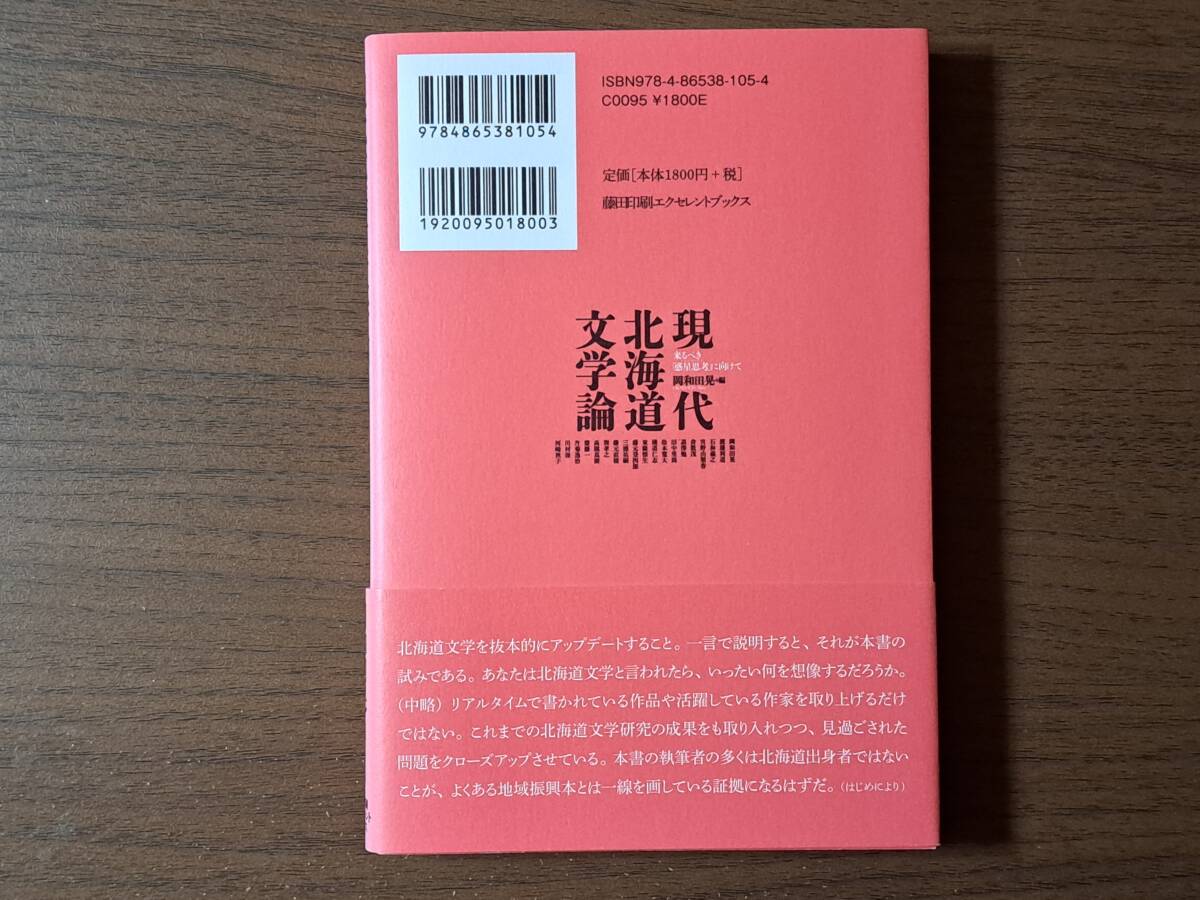 ISBN978-4-86538-105-4
C0095 ¥1800E
9784865381054
定価[本体1800円+税]
藤田印刷エクセレントブックス
1920095018003
現代
北海道
文学論
来るべき
「惑星思考」に向けて
岡和田晃=編
北海道文学を抜本的にアップデートすること。一言で説明すると、それが本書の
試みである。あなたは北海道文学と言われたら、いったい何を想像するだろうか。
(中略)リアルタイムで書かれている作品や活躍している作家を取り上げるだけ
ではない。これまでの北海道文学研究の成果をも取り入れつつ、見過ごされた
問題をクローズアップさせている。本書の執筆者の多くは北海道出身者ではない
ことが、よくある地域振興本とは一線を画している証拠になるはずだ。(はじめにより)